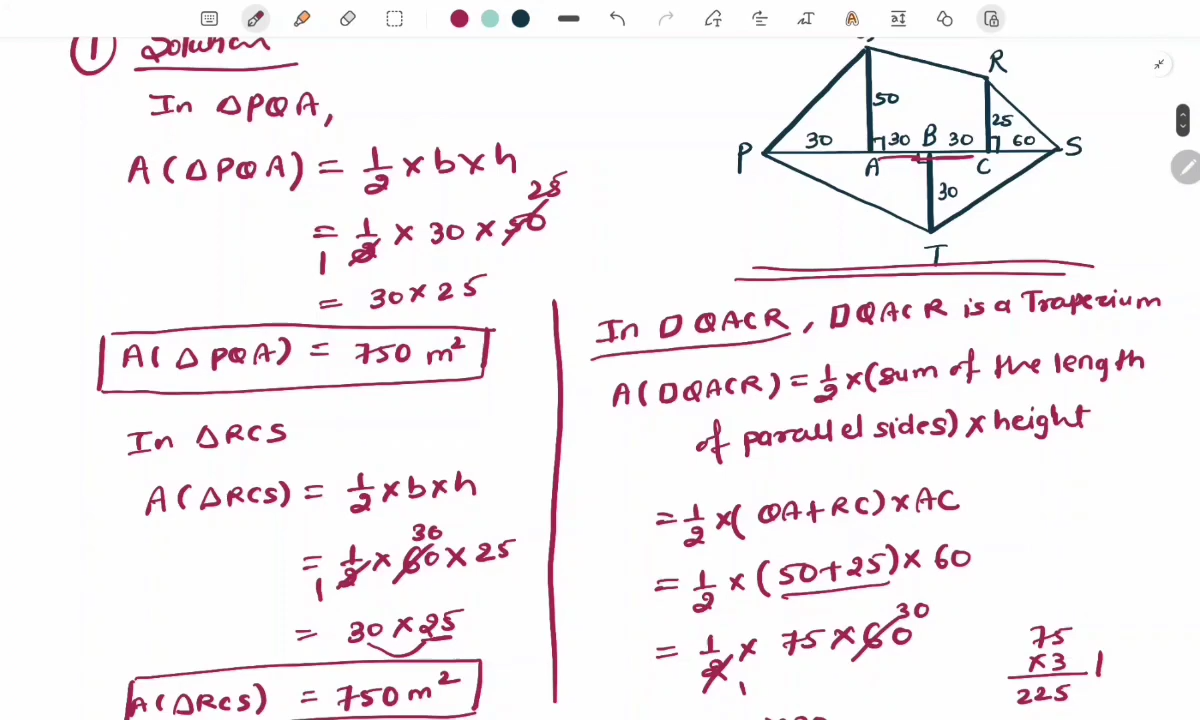 ① Solution
In △PQA,
A(△PQA) = 1/2 × b × h
25
= 1/2 × 30 × 50
1
= 30 × 25
A(△PQA) = 750 m²
In △RCS
A(△RCS) = 1/2 × b × h
30
= 1/2 × 60 × 25
1
= 30 × 25
A(△RCS) = 750 m²
R
50
25
P 30 A 30 B 30 C 60 S
30
T
In □QACR, □QACR is a Trapezium
A(□QACR) = 1/2 × (sum of the length
of parallel sides) × height
= 1/2 × (QA + RC) × AC
= 1/2 × (50 + 25) × 60
30
= 1/2 × 75 × 60
1
75
×3
225